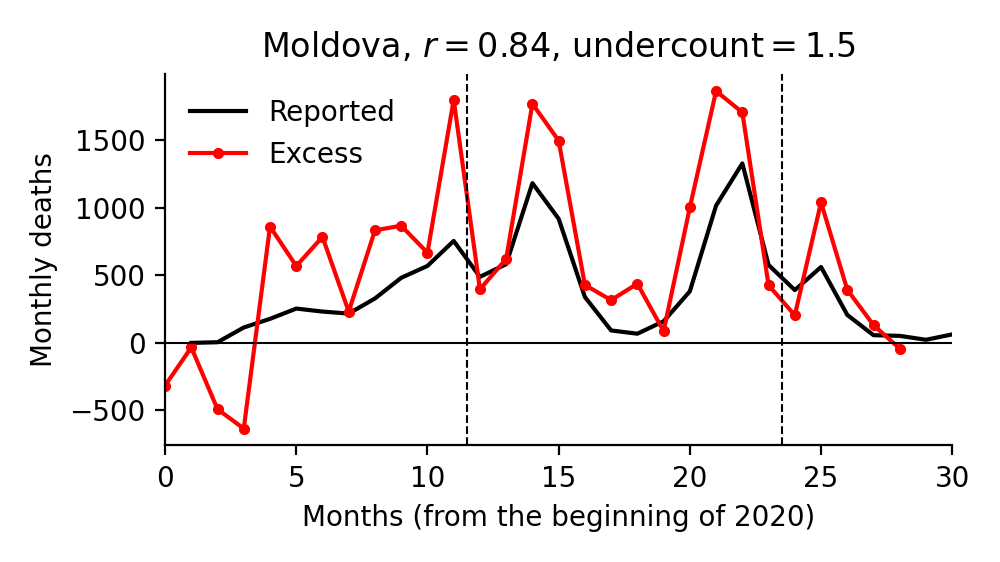 Moldova, r = 0.84, undercount = 1.5
Reported
Excess
Monthly deaths
1500
1000
500
0
−500
0 5 10 15 20 25 30
Months (from the beginning of 2020)